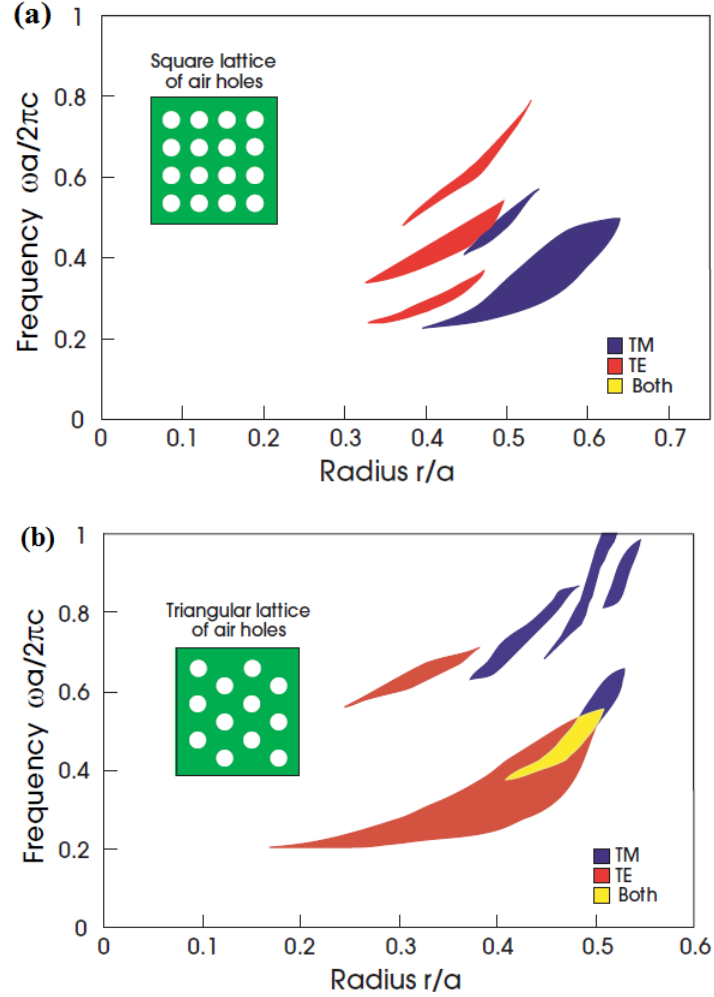 (a)
1
0.8
0.6
0.4
0.2
0
Frequency ωa/2πc
Square lattice
of air holes
TM
TE
Both
0 0.1 0.2 0.3 0.4 0.5 0.6 0.7
Radius r/a
(b)
1
0.8
0.6
0.4
0.2
0
Frequency ωa/2πc
Triangular lattice
of air holes
TM
TE
Both
0 0.1 0.2 0.3 0.4 0.5 0.6
Radius r/a